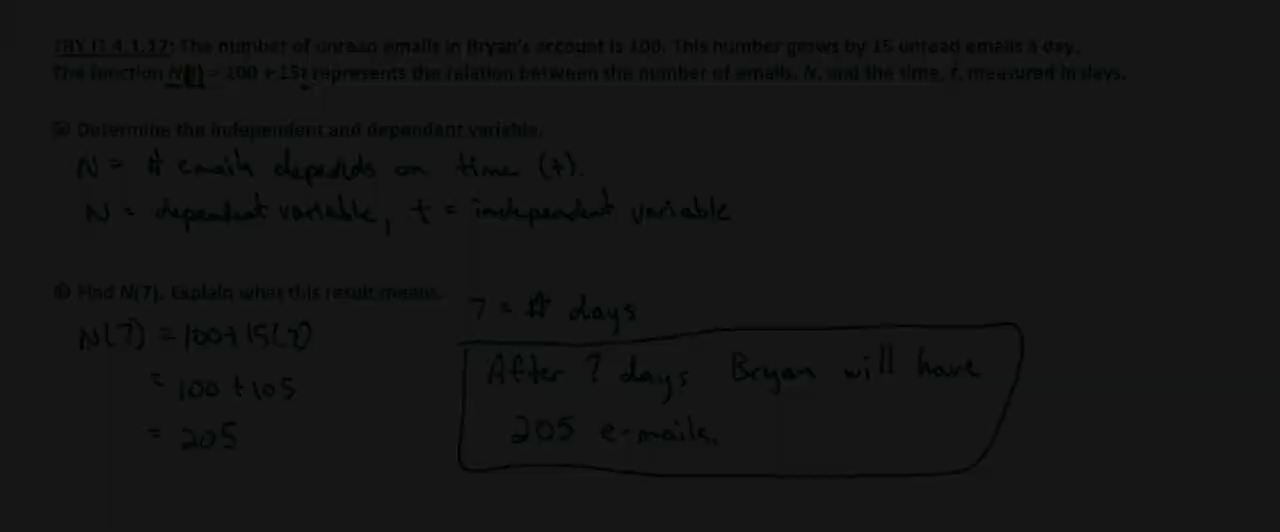 TRY IT 4.1.17: The number of unread emails in Bryan's account is 100. This number grows by 15 unread emails a day.
The function N(t) = 100 + 15t represents the relation between the number of emails, N, and the time, t, measured in days.
ⓐ Determine the independent and dependent variable.
N = # emails depends on time (t).
N = dependent variable, t = independent variable
ⓑ Find N(7). Explain what this result means.
7 = # days
N(7) = 100+15(7)
= 100 + 105
= 205
After 7 days Bryan will have
205 e-mails.